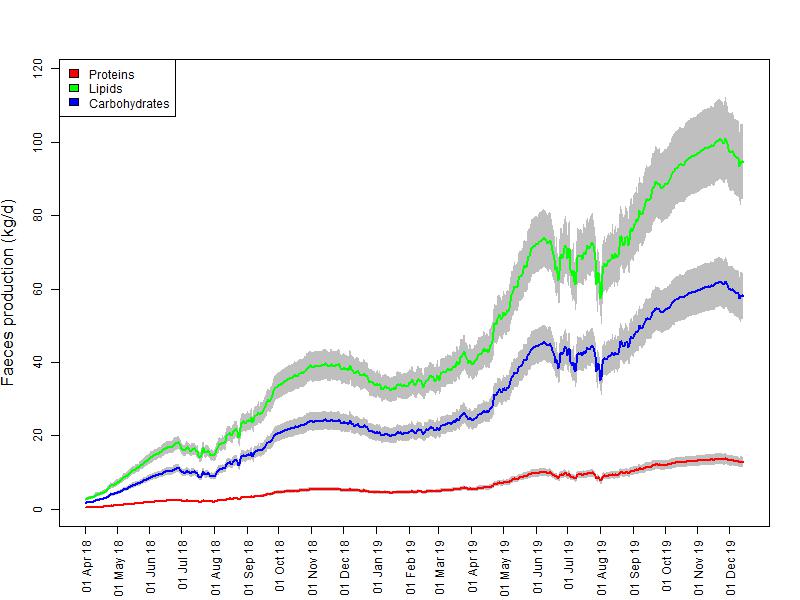 Proteins
Lipids
Carbohydrates
Faeces production (kg/d)
120
100
80
60
40
20
0
01 Apr 18
01 May 18
01 Jun 18
01 Jul 18
01 Aug 18
01 Sep 18
01 Oct 18
01 Nov 18
01 Dec 18
01 Jan 19
01 Feb 19
01 Mar 19
01 Apr 19
01 May 19
01 Jun 19
01 Jul 19
01 Aug 19
01 Sep 19
01 Oct 19
01 Nov 19
01 Dec 19